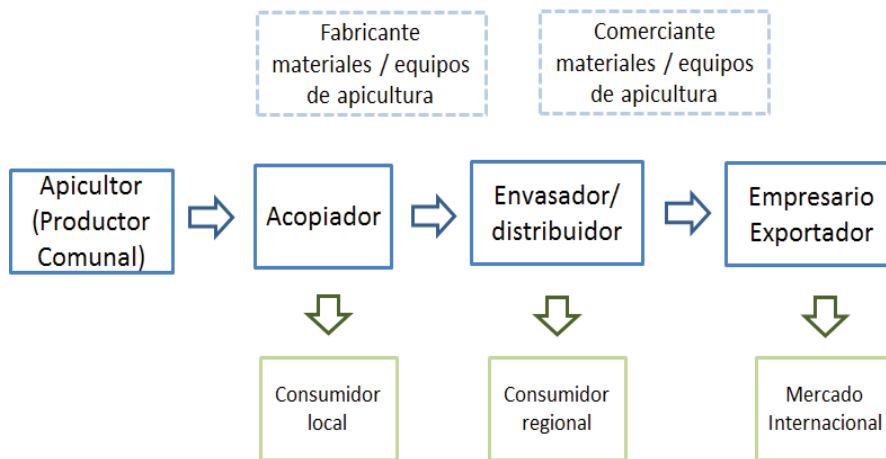 Fabricante
materiales / equipos
de apicultura
Comerciante
materiales / equipos
de apicultura
Apicultor
(Productor
Comunal)
Acopiador
Envasador/
distribuidor
Empresario
Exportador
Consumidor
local
Consumidor
regional
Mercado
Internacional